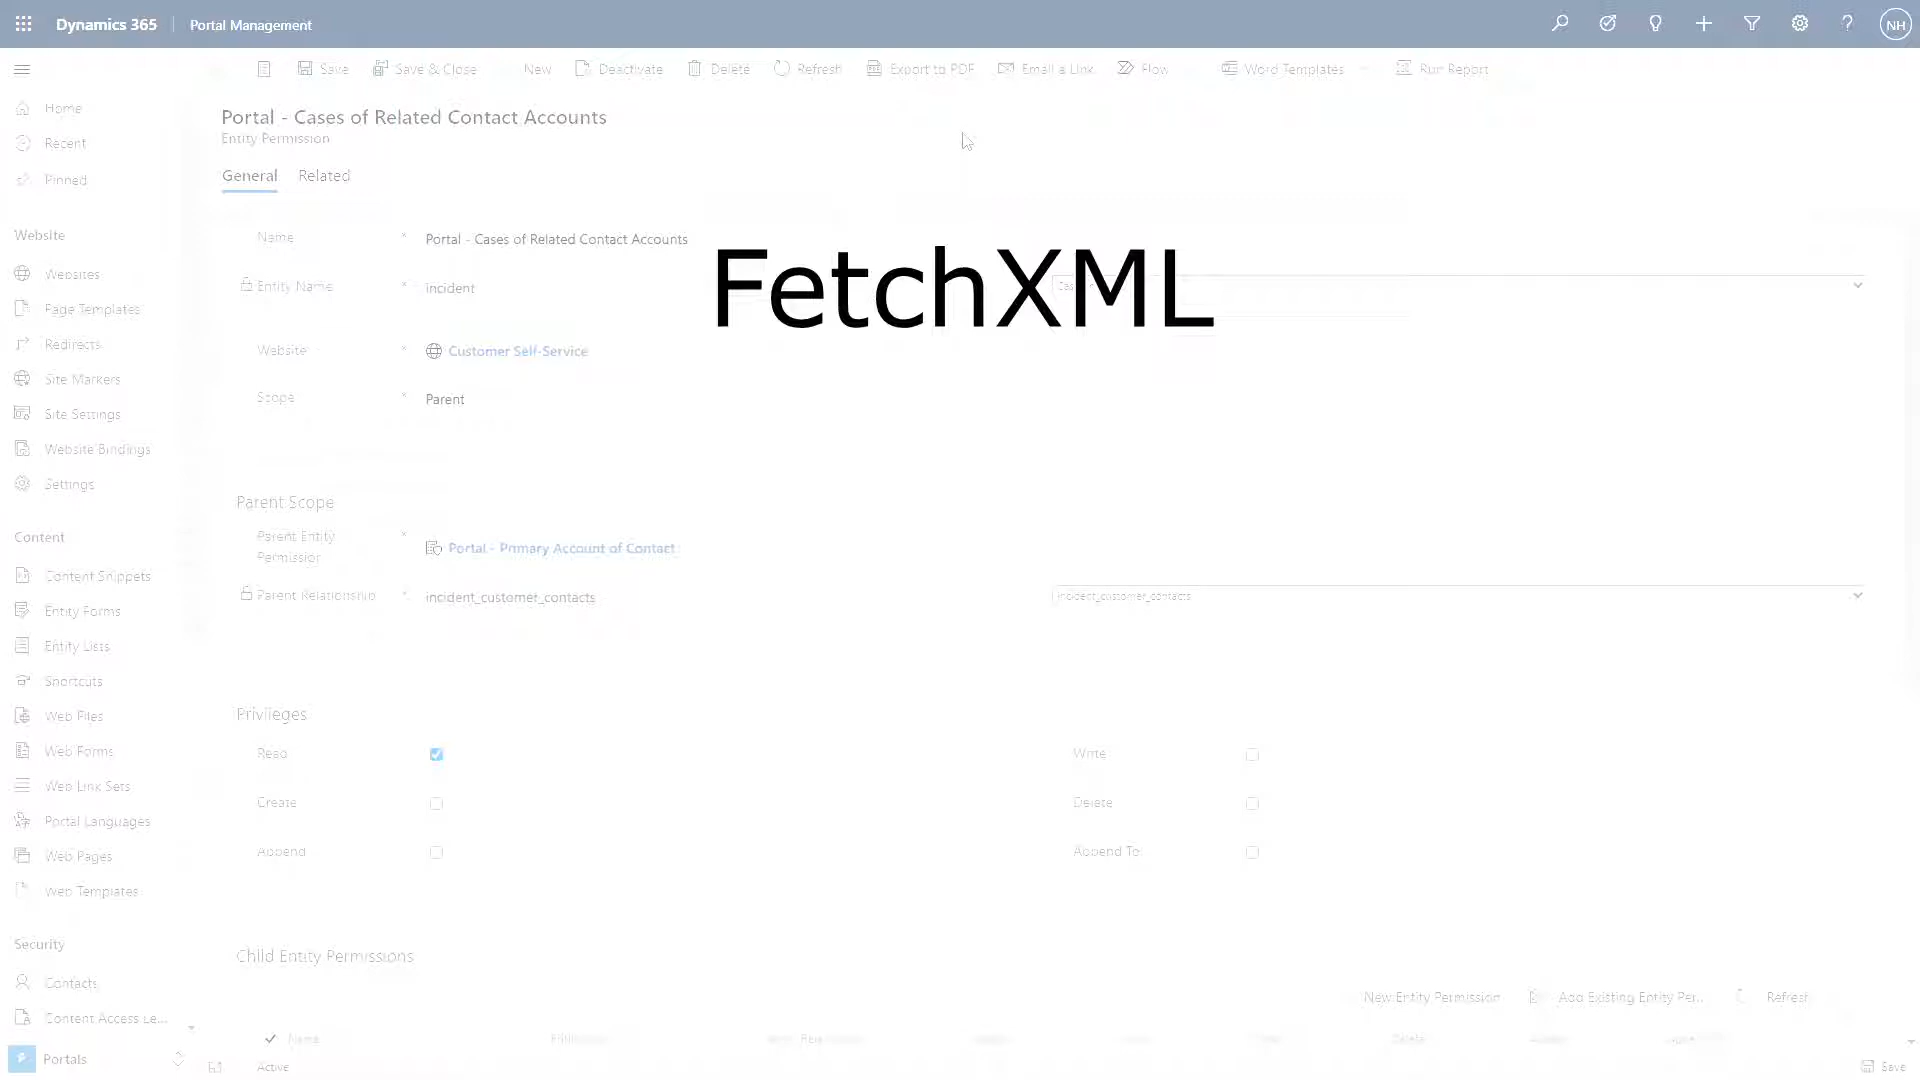 Dynamics 365 Portal Management NH
Save Save & Close New Deactivate Delete Refresh Export to PDF Email a Link Flow Word Templates Run Report
Home
Recent
Pinned
Website
Websites
Page Templates
Redirects
Site Markers
Site Settings
Website Bindings
Settings
Content
Content Snippets
Entity Forms
Entity Lists
Shortcuts
Web Files
Web Forms
Web Link Sets
Portal Languages
Web Pages
Web Templates
Security
Contacts
Content Access Le...
Portals
Portal - Cases of Related Contact Accounts
Entity Permission
General Related
FetchXML
Name * Portal - Cases of Related Contact Accounts
Entity Name * incident
Website * Customer Self-Service
Scope * Parent
Parent Scope
Parent Entity
Permission * Portal - Primary Account of Contact
Parent Relationship * incident_customer_contacts incident_customer_contacts
Privileges
Read Write
Create Delete
Append Append To
Child Entity Permissions
New Entity Permission Add Existing Entity Per... Refresh
Name Delete
Active Save